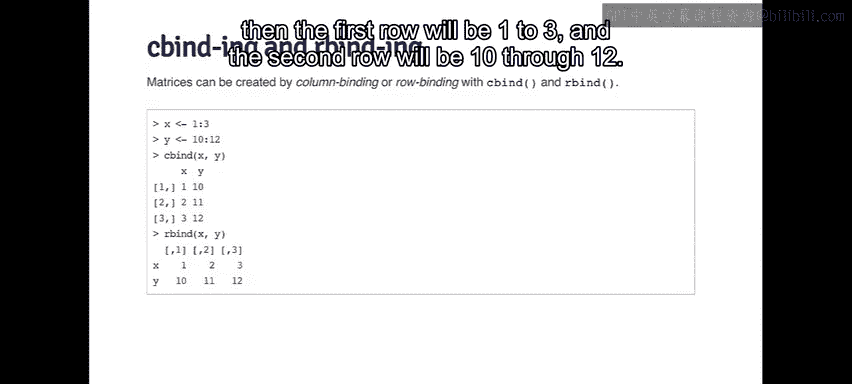 then the first row will be 1 to 3, and
the second row will be 10 through 12.
cbind-ing and rbind-ing
Matrices can be created by column-binding or row-binding with cbind() and rbind().
> x <- 1:3
> y <- 10:12
> cbind(x, y)
x y
[1,] 1 10
[2,] 2 11
[3,] 3 12
> rbind(x, y)
[,1] [,2] [,3]
x 1 2 3
y 10 11 12